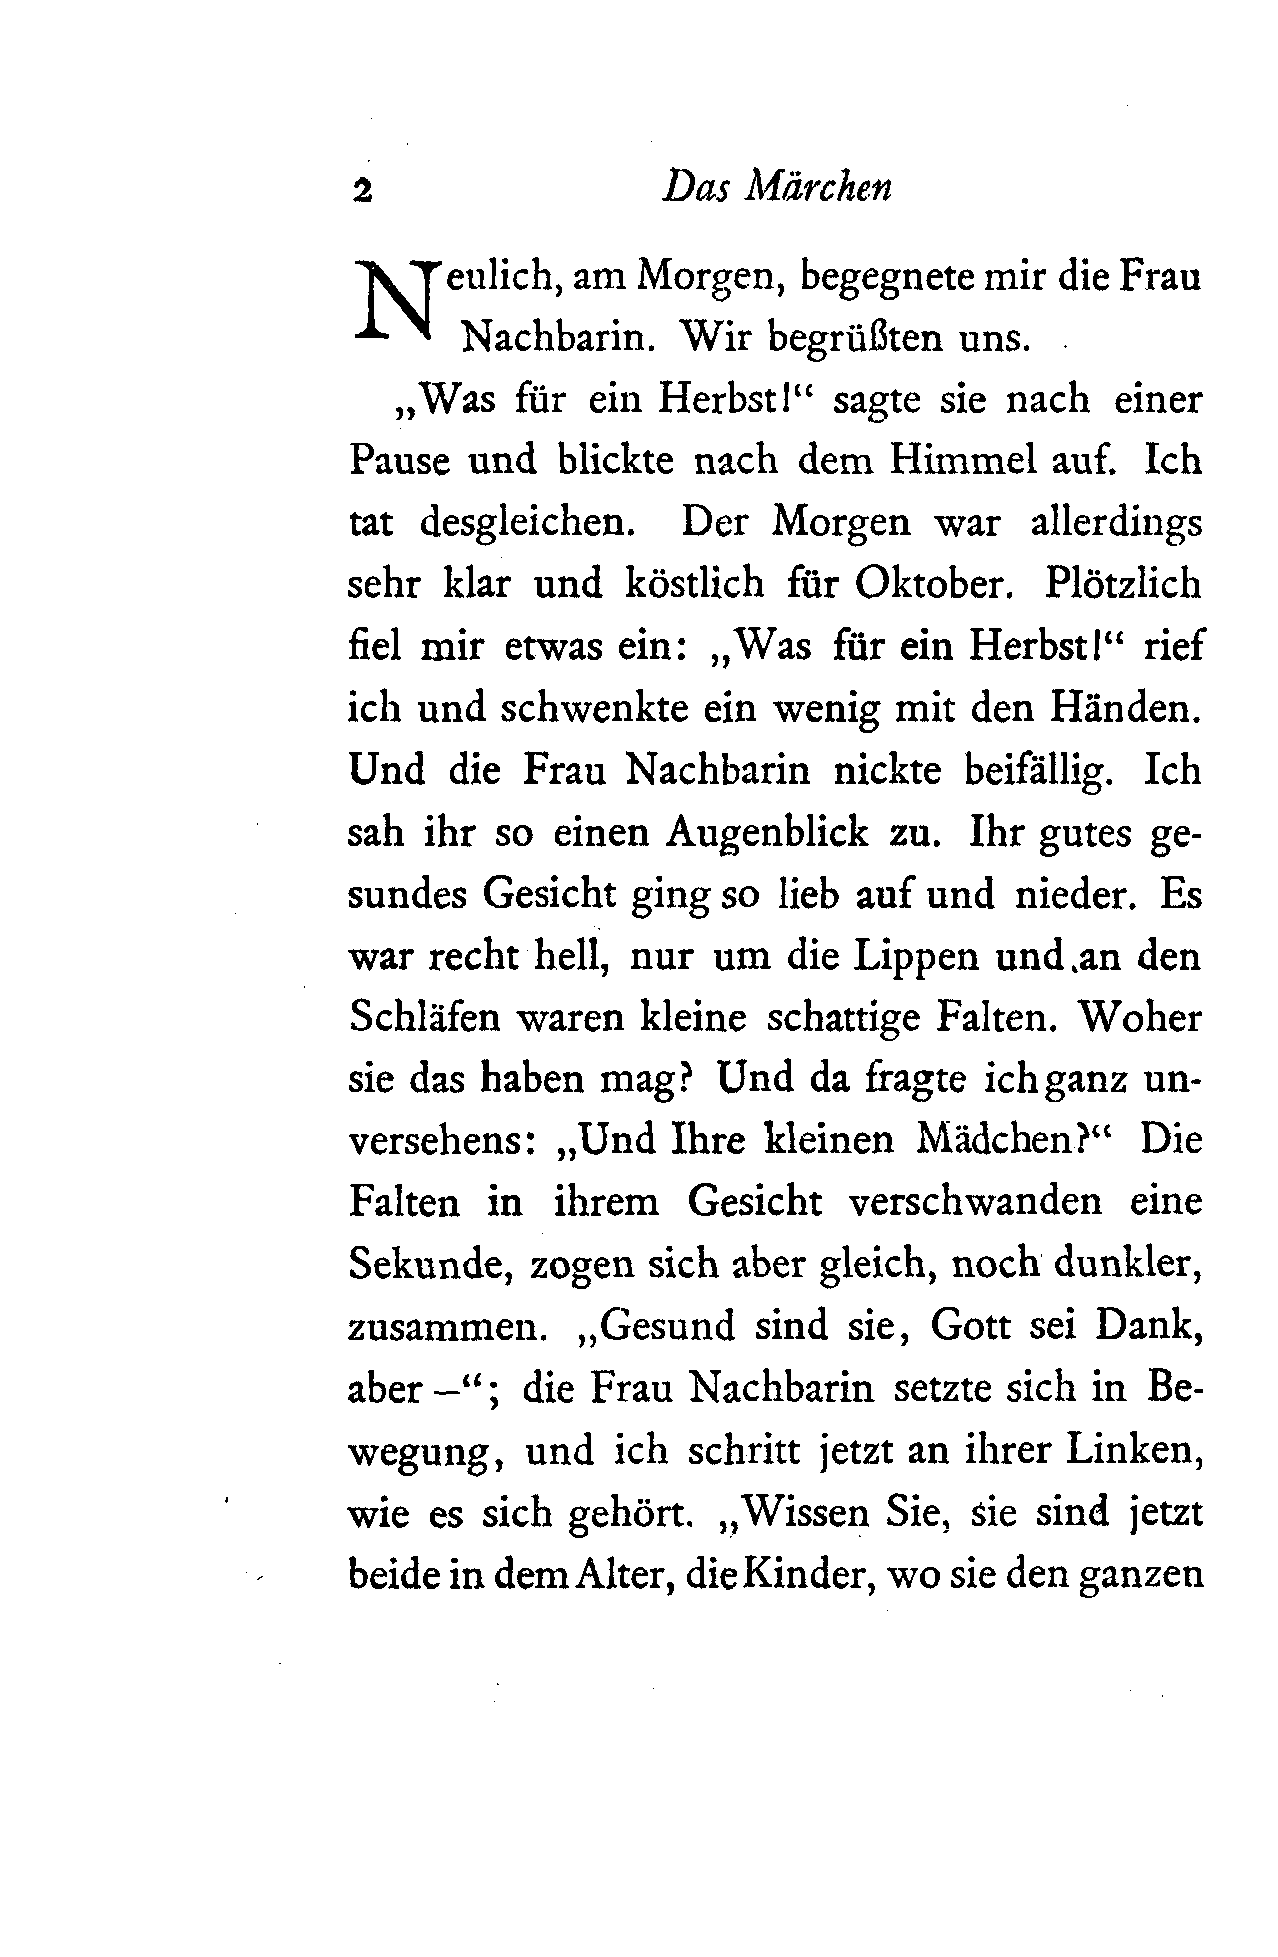 2 Das Märchen
Neulich, am Morgen, begegnete mir die Frau
Nachbarin. Wir begrüßten uns.
„Was für ein Herbst!“ sagte sie nach einer
Pause und blickte nach dem Himmel auf. Ich
tat desgleichen. Der Morgen war allerdings
sehr klar und köstlich für Oktober. Plötzlich
fiel mir etwas ein: „Was für ein Herbst!“ rief
ich und schwenkte ein wenig mit den Händen.
Und die Frau Nachbarin nickte beifällig. Ich
sah ihr so einen Augenblick zu. Ihr gutes ge-
sundes Gesicht ging so lieb auf und nieder. Es
war recht hell, nur um die Lippen und an den
Schläfen waren kleine schattige Falten. Woher
sie das haben mag? Und da fragte ich ganz un-
versehens: „Und Ihre kleinen Mädchen?“ Die
Falten in ihrem Gesicht verschwanden eine
Sekunde, zogen sich aber gleich, noch dunkler,
zusammen. „Gesund sind sie, Gott sei Dank,
aber –“; die Frau Nachbarin setzte sich in Be-
wegung, und ich schritt jetzt an ihrer Linken,
wie es sich gehört. „Wissen Sie, sie sind jetzt
beide in dem Alter, die Kinder, wo sie den ganzen